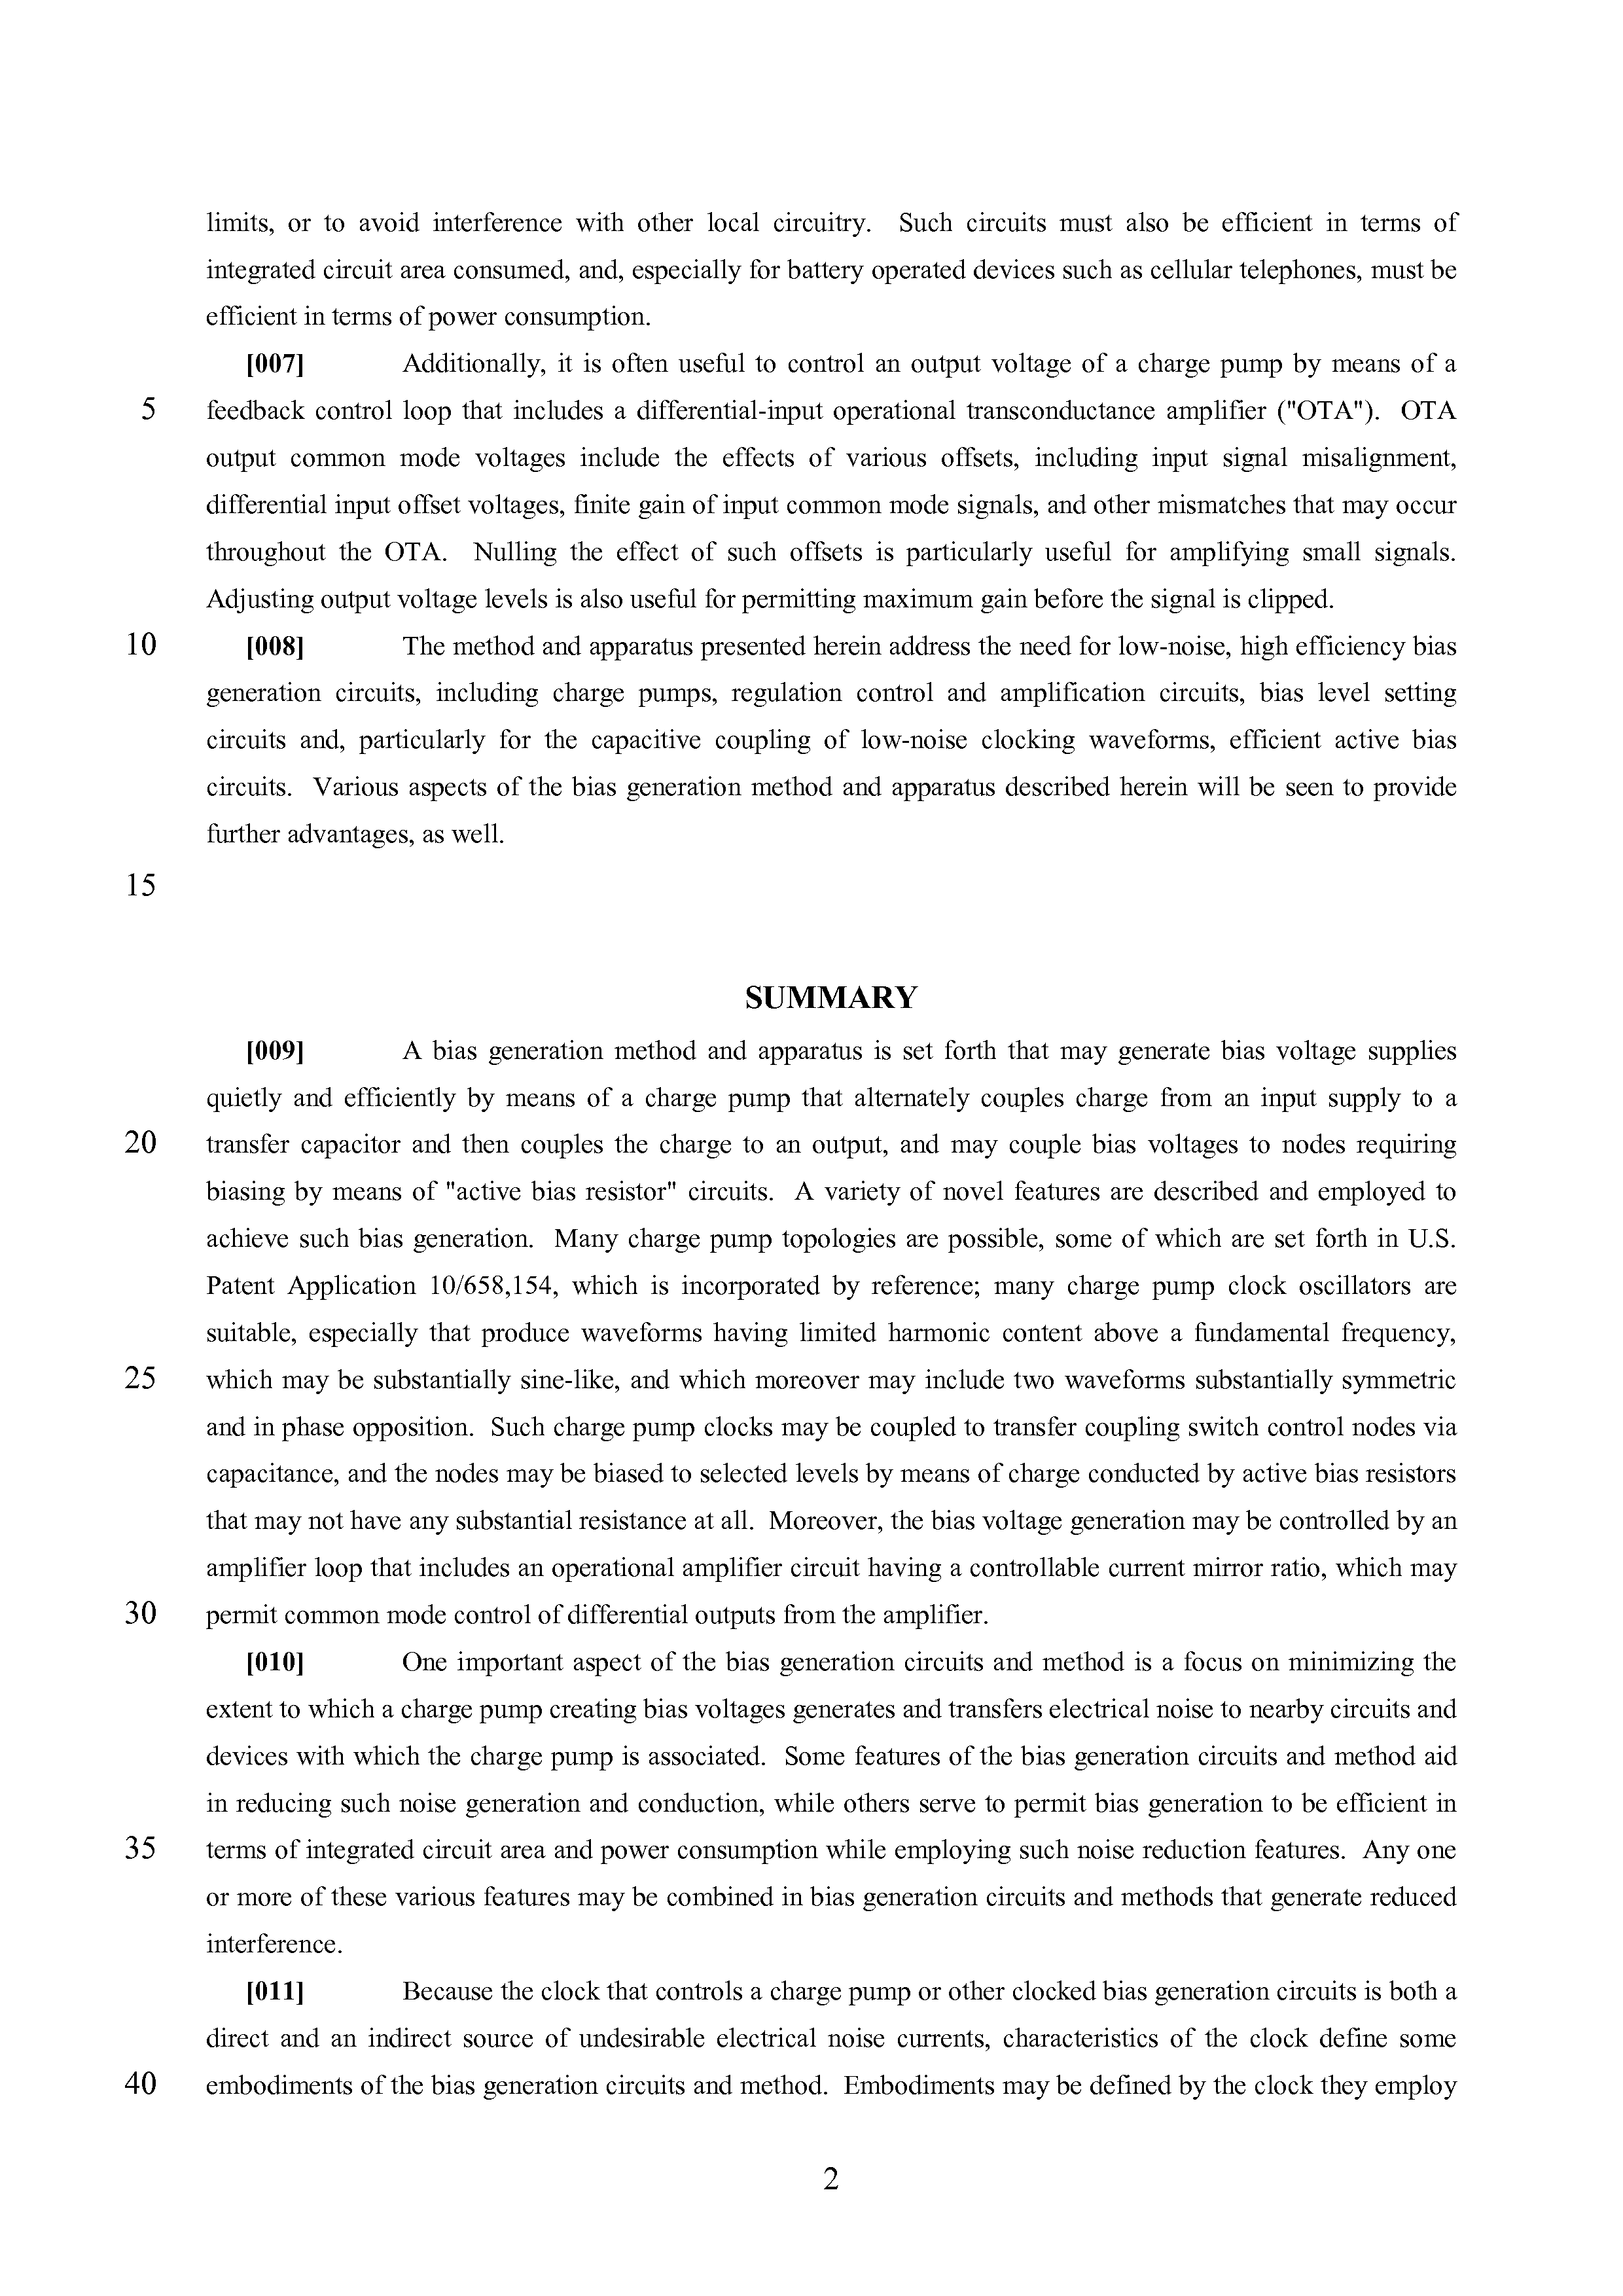 limits, or to avoid interference with other local circuitry.  Such circuits must also be efficient in terms of
integrated circuit area consumed, and, especially for battery operated devices such as cellular telephones, must be
efficient in terms of power consumption.
[007] Additionally, it is often useful to control an output voltage of a charge pump by means of a
5 feedback control loop that includes a differential-input operational transconductance amplifier ("OTA").  OTA
output common mode voltages include the effects of various offsets, including input signal misalignment,
differential input offset voltages, finite gain of input common mode signals, and other mismatches that may occur
throughout the OTA.  Nulling the effect of such offsets is particularly useful for amplifying small signals.
Adjusting output voltage levels is also useful for permitting maximum gain before the signal is clipped.
10 [008] The method and apparatus presented herein address the need for low-noise, high efficiency bias
generation circuits, including charge pumps, regulation control and amplification circuits, bias level setting
circuits and, particularly for the capacitive coupling of low-noise clocking waveforms, efficient active bias
circuits.  Various aspects of the bias generation method and apparatus described herein will be seen to provide
further advantages, as well.
15
SUMMARY
[009] A bias generation method and apparatus is set forth that may generate bias voltage supplies
quietly and efficiently by means of a charge pump that alternately couples charge from an input supply to a
20 transfer capacitor and then couples the charge to an output, and may couple bias voltages to nodes requiring
biasing by means of "active bias resistor" circuits.  A variety of novel features are described and employed to
achieve such bias generation.  Many charge pump topologies are possible, some of which are set forth in U.S.
Patent Application 10/658,154, which is incorporated by reference; many charge pump clock oscillators are
suitable, especially that produce waveforms having limited harmonic content above a fundamental frequency,
25 which may be substantially sine-like, and which moreover may include two waveforms substantially symmetric
and in phase opposition.  Such charge pump clocks may be coupled to transfer coupling switch control nodes via
capacitance, and the nodes may be biased to selected levels by means of charge conducted by active bias resistors
that may not have any substantial resistance at all.  Moreover, the bias voltage generation may be controlled by an
amplifier loop that includes an operational amplifier circuit having a controllable current mirror ratio, which may
30 permit common mode control of differential outputs from the amplifier.
[010] One important aspect of the bias generation circuits and method is a focus on minimizing the
extent to which a charge pump creating bias voltages generates and transfers electrical noise to nearby circuits and
devices with which the charge pump is associated.  Some features of the bias generation circuits and method aid
in reducing such noise generation and conduction, while others serve to permit bias generation to be efficient in
35 terms of integrated circuit area and power consumption while employing such noise reduction features.  Any one
or more of these various features may be combined in bias generation circuits and methods that generate reduced
interference.
[011] Because the clock that controls a charge pump or other clocked bias generation circuits is both a
direct and an indirect source of undesirable electrical noise currents, characteristics of the clock define some
40 embodiments of the bias generation circuits and method.  Embodiments may be defined by the clock they employ
2